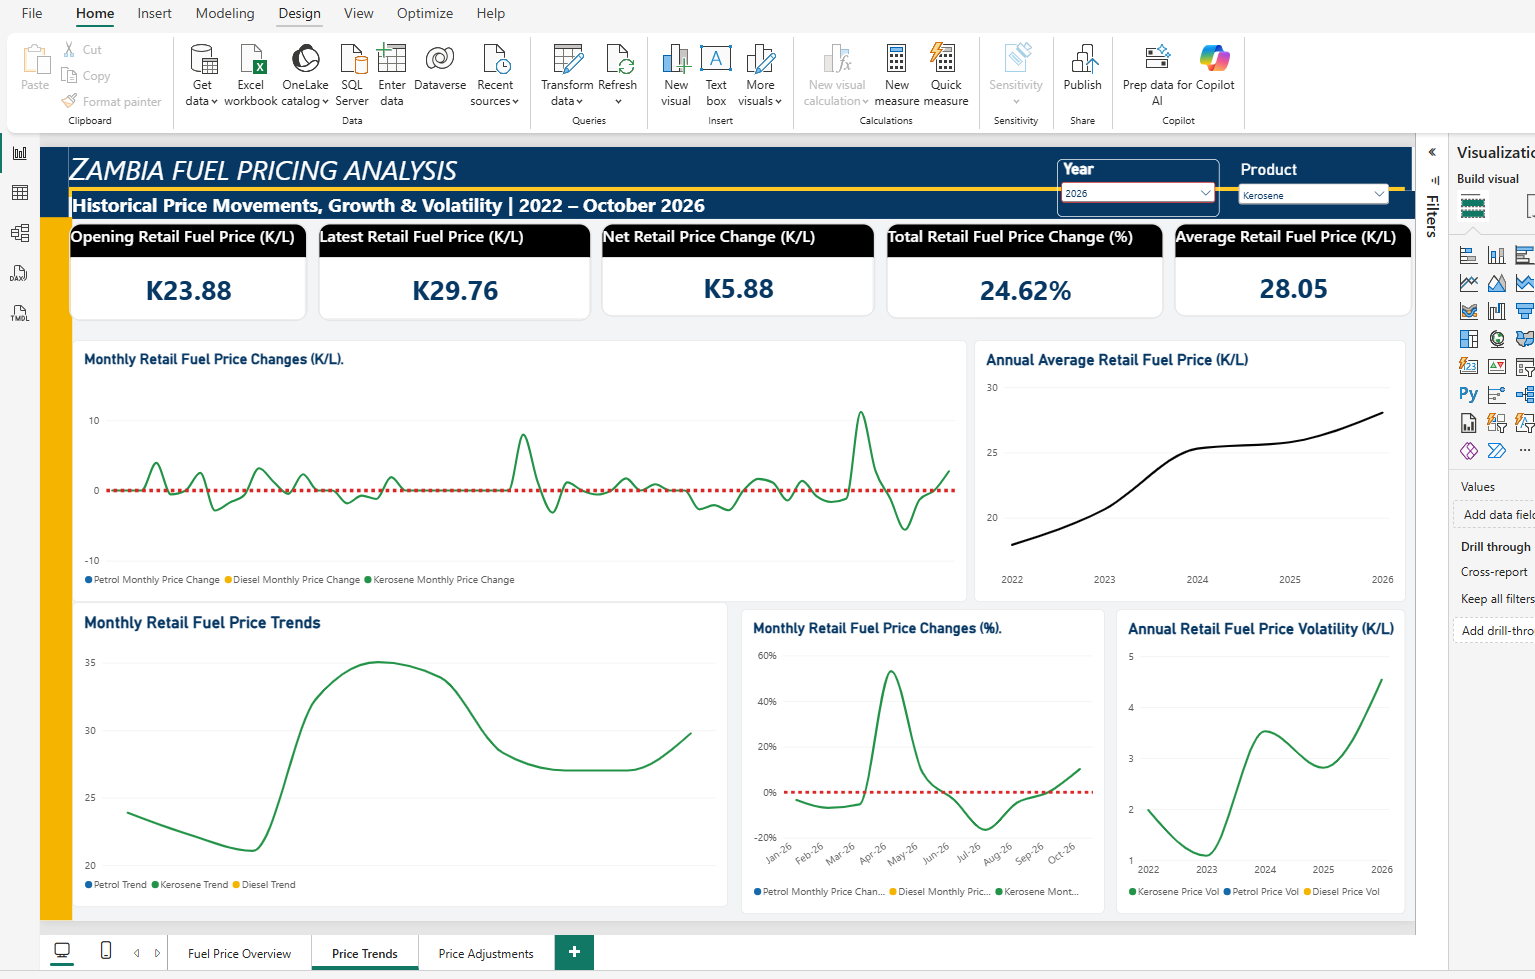 File Home Insert Modeling Design View Optimize Help
Paste
Cut
Copy
Format painter
Clipboard
Get data
Excel workbook
OneLake catalog
SQL Server
Enter data
Dataverse
Recent sources
Data
Transform data
Refresh
Queries
New visual
Text box
More visuals
Insert
New visual calculation
New measure
Quick measure
Calculations
Sensitivity
Sensitivity
Publish
Share
Prep data for AI
Copilot
Copilot
DAX
TMDL
ZAMBIA FUEL PRICING ANALYSIS
Historical Price Movements, Growth & Volatility | 2022 – October 2026
Year
2026
Product
Kerosene
Opening Retail Fuel Price (K/L)
K23.88
Latest Retail Fuel Price (K/L)
K29.76
Net Retail Price Change (K/L)
K5.88
Total Retail Fuel Price Change (%)
24.62%
Average Retail Fuel Price (K/L)
28.05
Monthly Retail Fuel Price Changes (K/L).
10
0
-10
Petrol Monthly Price Change Diesel Monthly Price Change Kerosene Monthly Price Change
Annual Average Retail Fuel Price (K/L)
30
25
20
2022 2023 2024 2025 2026
Monthly Retail Fuel Price Trends
35
30
25
20
Petrol Trend Kerosene Trend Diesel Trend
Monthly Retail Fuel Price Changes (%).
60%
40%
20%
0%
-20%
Jan-26 Feb-26 Mar-26 Apr-26 May-26 Jun-26 Jul-26 Aug-26 Sep-26 Oct-26
Petrol Monthly Price Chan... Diesel Monthly Pric... Kerosene Mont...
Annual Retail Fuel Price Volatility (K/L)
5
4
3
2
1
2022 2023 2024 2025 2026
Kerosene Price Vol Petrol Price Vol Diesel Price Vol
Filters
Visualizatio
Build visual
123
Py
Values
Add data field
Drill through
Cross-report
Keep all filters
Add drill-throu
Fuel Price Overview
Price Trends
Price Adjustments
+